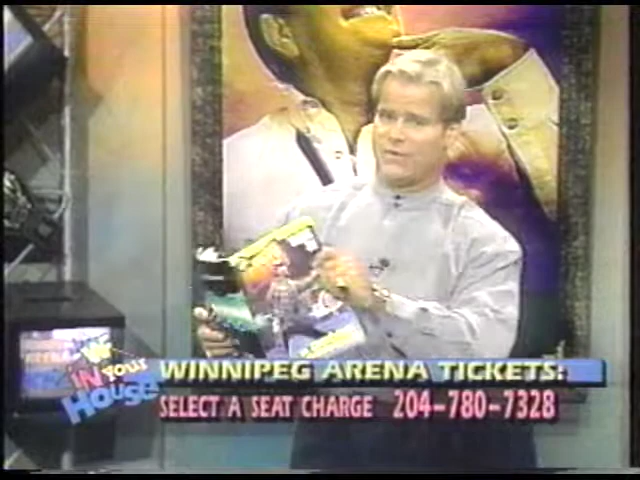 IN YOUR
HOUSE
WINNIPEG ARENA TICKETS:
SELECT A SEAT CHARGE 204-780-7328